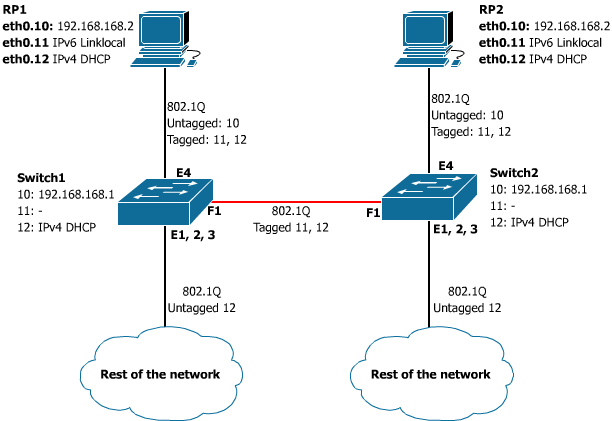 RP1
eth0.10: 192.168.168.2
eth0.11 IPv6 Linklocal
eth0.12 IPv4 DHCP
RP2
eth0.10: 192.168.168.2
eth0.11 IPv6 Linklocal
eth0.12 IPv4 DHCP
802.1Q
Untagged: 10
Tagged: 11, 12
802.1Q
Untagged: 10
Tagged: 11, 12
Switch1
10: 192.168.168.1
11: -
12: IPv4 DHCP
E4
F1
E1, 2, 3
802.1Q
Tagged 11, 12
E4
F1
E1, 2, 3
Switch2
10: 192.168.168.1
11: -
12: IPv4 DHCP
802.1Q
Untagged 12
802.1Q
Untagged 12
Rest of the network
Rest of the network